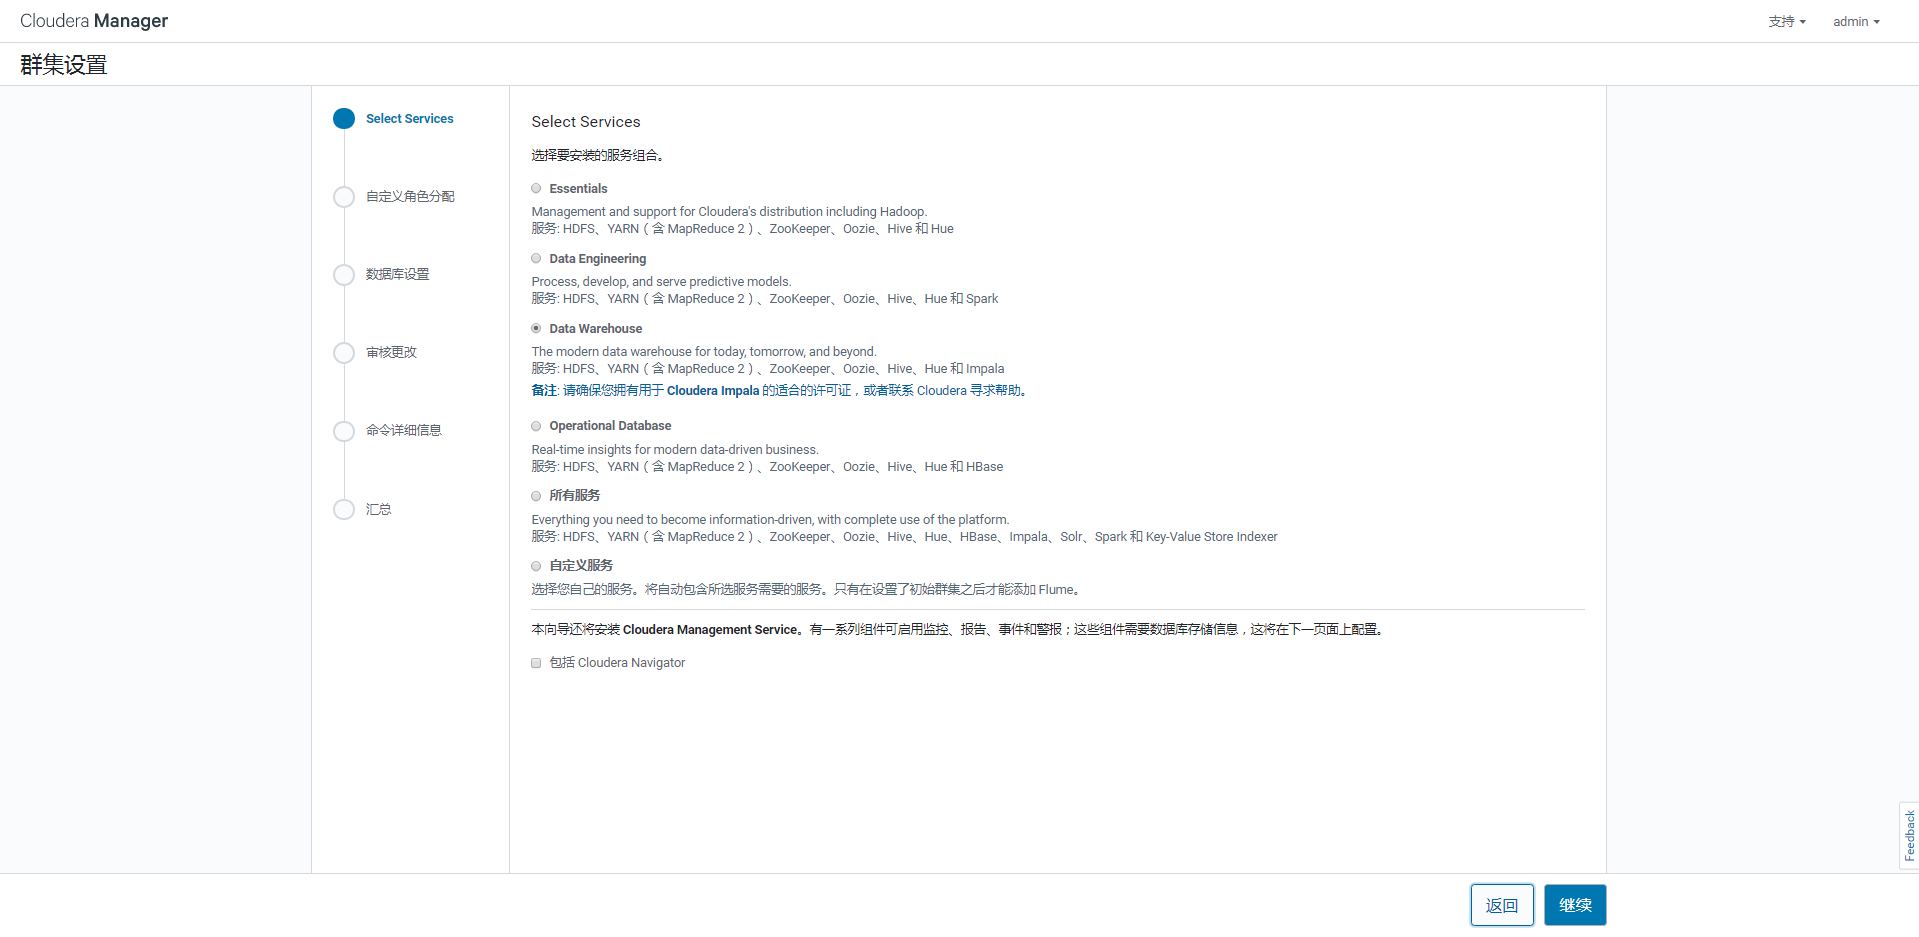 Cloudera Manager
支持
admin
群集设置
Select Services
自定义角色分配
数据库设置
审核更改
命令详细信息
汇总
Select Services
选择要安装的服务组合。
Essentials
Management and support for Cloudera's distribution including Hadoop.
服务: HDFS、YARN（含 MapReduce 2）、ZooKeeper、Oozie、Hive 和 Hue
Data Engineering
Process, develop, and serve predictive models.
服务: HDFS、YARN（含 MapReduce 2）、ZooKeeper、Oozie、Hive、Hue 和 Spark
Data Warehouse
The modern data warehouse for today, tomorrow, and beyond.
服务: HDFS、YARN（含 MapReduce 2）、ZooKeeper、Oozie、Hive、Hue 和 Impala
备注: 请确保您拥有用于 Cloudera Impala 的适合的许可证，或者联系 Cloudera 寻求帮助。
Operational Database
Real-time insights for modern data-driven business.
服务: HDFS、YARN（含 MapReduce 2）、ZooKeeper、Oozie、Hive、Hue 和 HBase
所有服务
Everything you need to become information-driven, with complete use of the platform.
服务: HDFS、YARN（含 MapReduce 2）、ZooKeeper、Oozie、Hive、Hue、HBase、Impala、Solr、Spark 和 Key-Value Store Indexer
自定义服务
选择您自己的服务。将自动包含所选服务需要的服务。只有在设置了初始群集之后才能添加 Flume。
本向导还将安装 Cloudera Management Service。有一系列组件可启用监控、报告、事件和警报；这些组件需要数据库存储信息，这将在下一页面上配置。
包括 Cloudera Navigator
Feedback
返回
继续